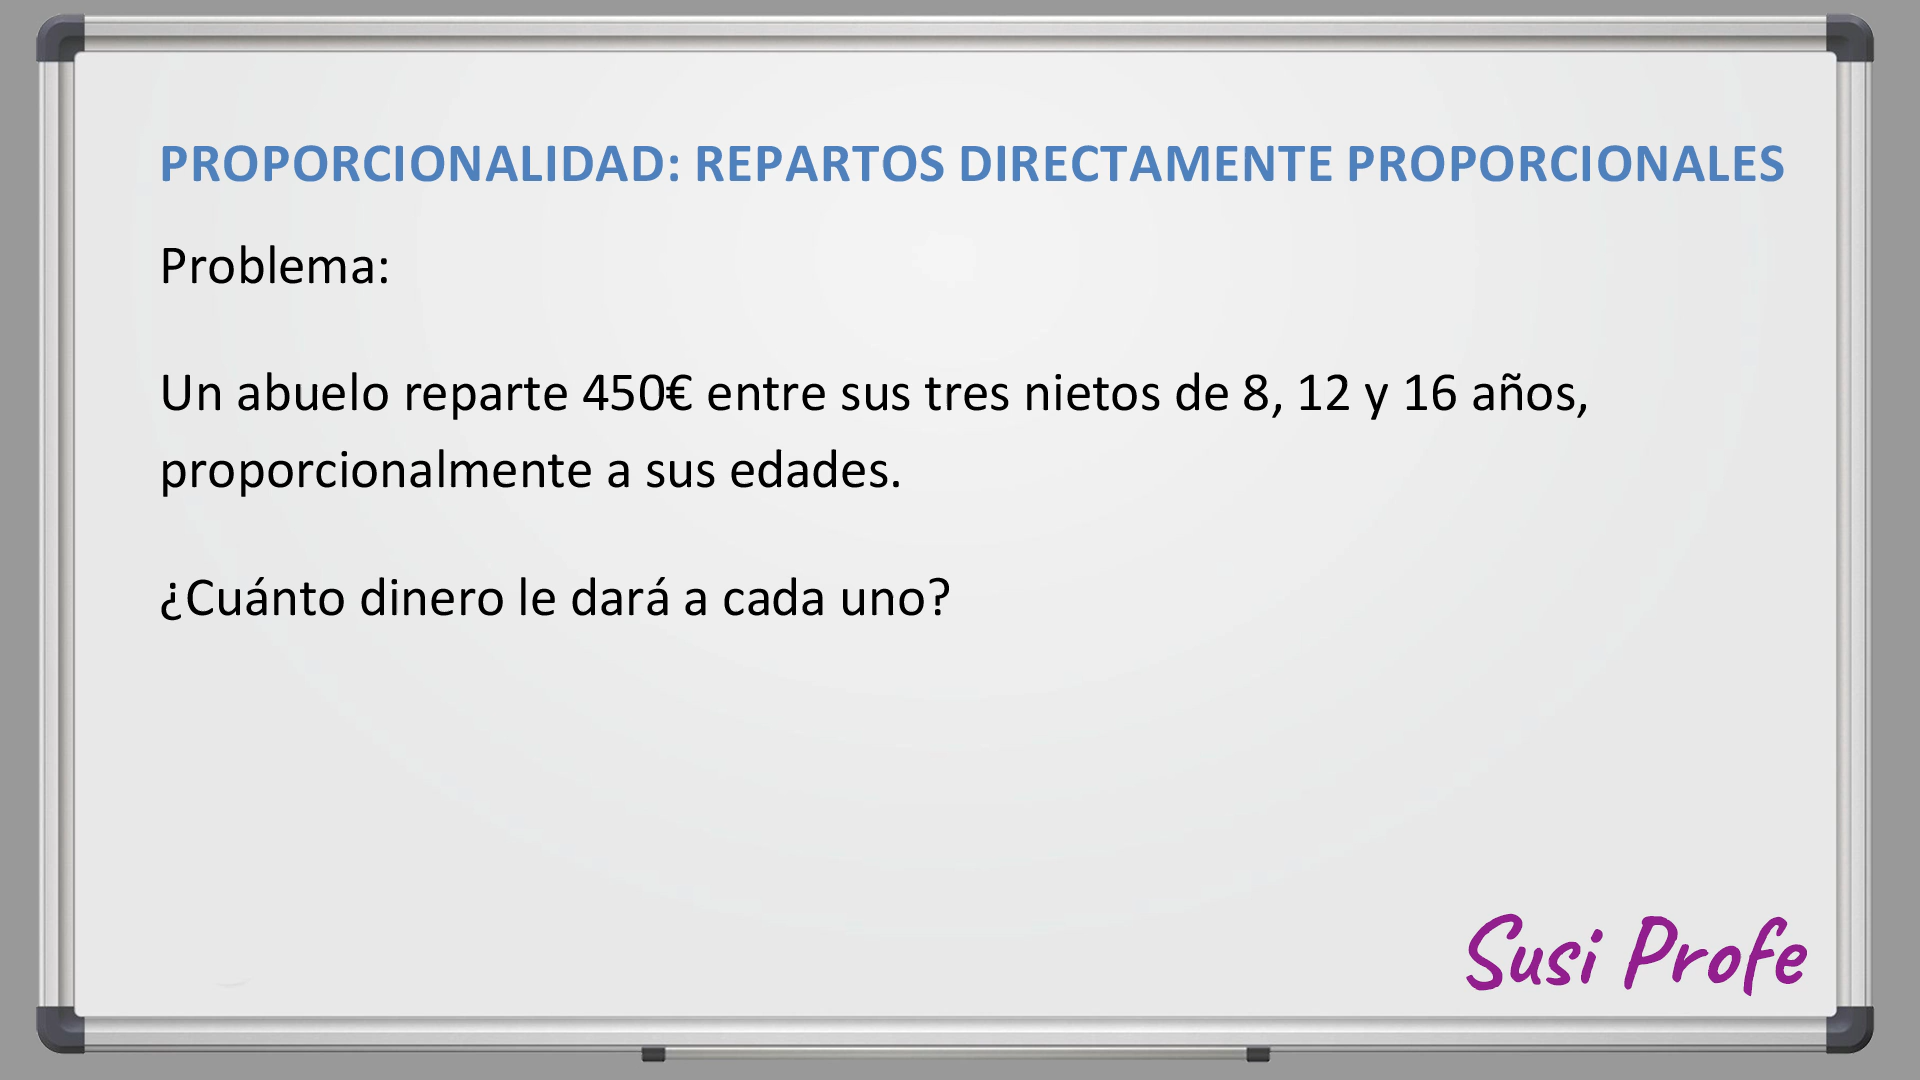 PROPORCIONALIDAD: REPARTOS DIRECTAMENTE PROPORCIONALES
Problema:
Un abuelo reparte 450€ entre sus tres nietos de 8, 12 y 16 años,
proporcionalmente a sus edades.
¿Cuánto dinero le dará a cada uno?
Susi Profe